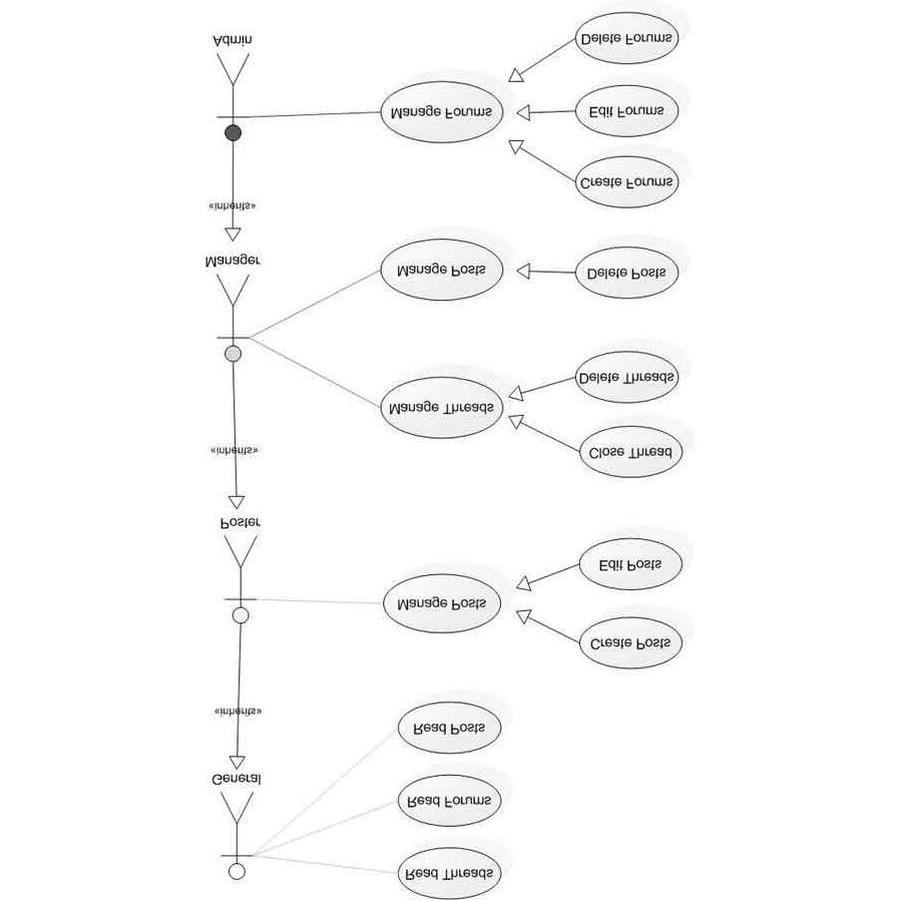 Admin
Delete Forums
Manage Forums
Edit Forums
Create Forums
«inherits»
Manager
Manage Posts
Delete Posts
Delete Threads
Manage Threads
Close Thread
«inherits»
Poster
Edit Posts
Manage Posts
Create Posts
«inherits»
Read Posts
General
Read Forums
Read Threads